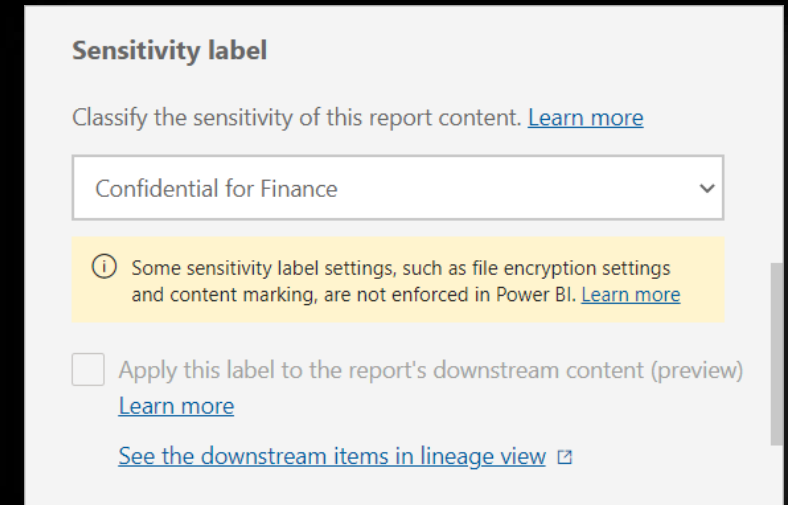 Sensitivity label
Classify the sensitivity of this report content. Learn more
Confidential for Finance
Some sensitivity label settings, such as file encryption settings
and content marking, are not enforced in Power BI. Learn more
Apply this label to the report's downstream content (preview)
Learn more
See the downstream items in lineage view